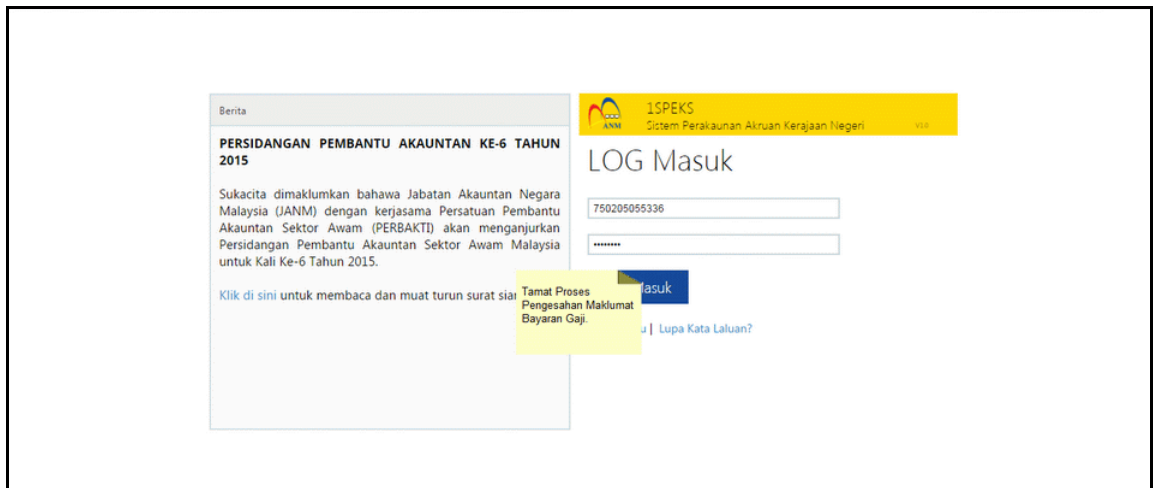 Berita
PERSIDANGAN PEMBANTU AKAUNTAN KE-6 TAHUN
2015
Sukacita dimaklumkan bahawa Jabatan Akauntan Negara
Malaysia (JANM) dengan kerjasama Persatuan Pembantu
Akauntan Sektor Awam (PERBAKTI) akan menganjurkan
Persidangan Pembantu Akauntan Sektor Awam Malaysia
untuk Kali Ke-6 Tahun 2015.
Klik di sini untuk membaca dan muat turun surat
ANM
1SPEKS
Sistem Perakaunan Akruan Kerajaan Negeri
V1.0
LOG Masuk
750205055336
••••••••
Tamat Proses
Pengesahan Maklumat
Bayaran Gaji.
| Lupa Kata Laluan?